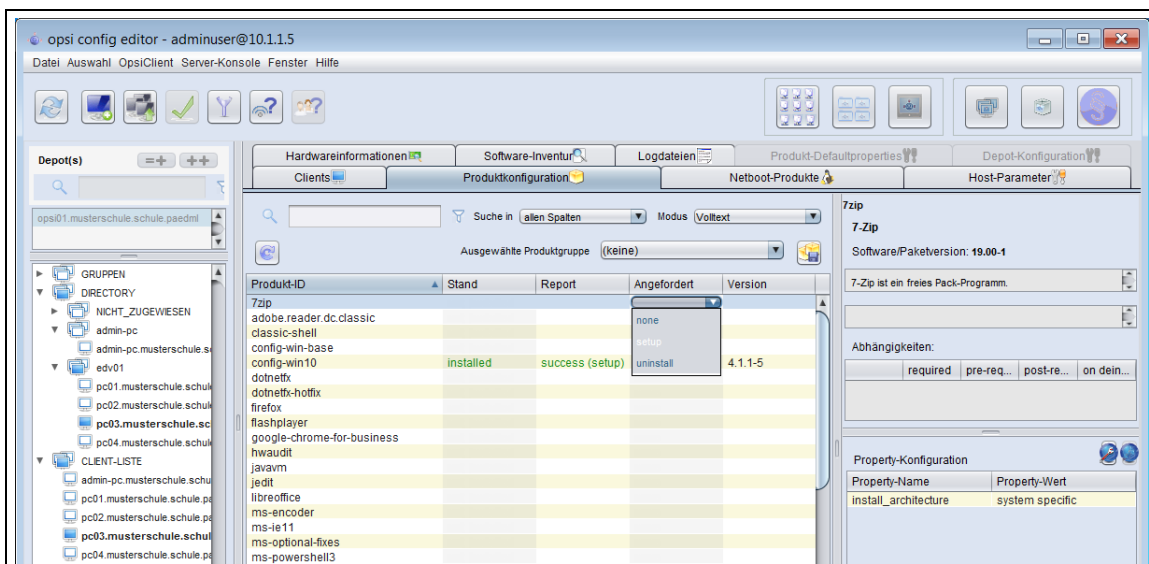 opsi config editor - adminuser@10.1.1.5
Datei Auswahl OpsiClient Server-Konsole Fenster Hilfe
Depot(s)
=+ ++
opsi01.musterschule.schule.paedml
GRUPPEN
DIRECTORY
NICHT_ZUGEWIESEN
admin-pc
admin-pc.musterschule.s
edv01
pc01.musterschule.schul
pc02.musterschule.schul
pc03.musterschule.sc
pc04.musterschule.schul
CLIENT-LISTE
admin-pc.musterschule.schu
pc01.musterschule.schule.pa
pc02.musterschule.schule.pa
pc03.musterschule.schul
pc04.musterschule.schule.pa
Hardwareinformationen Software-Inventur Logdateien Produkt-Defaultproperties Depot-Konfiguration
Clients Produktkonfiguration Netboot-Produkte Host-Parameter
Suche in allen Spalten Modus Volltext
Ausgewählte Produktgruppe (keine)
Produkt-ID Stand Report Angefordert Version
7zip
adobe.reader.dc.classic
classic-shell
config-win-base
config-win10 installed success (setup) 4.1.1-5
dotnetfx
dotnetfx-hotfix
firefox
flashplayer
google-chrome-for-business
hwaudit
javavm
jedit
libreoffice
ms-encoder
ms-ie11
ms-optional-fixes
ms-powershell3
none
setup
uninstall
7zip
7-Zip
Software/Paketversion: 19.00-1
7-Zip ist ein freies Pack-Programm.
Abhängigkeiten:
required pre-req... post-re... on dein...
Property-Konfiguration
Property-Name Property-Wert
install_architecture system specific